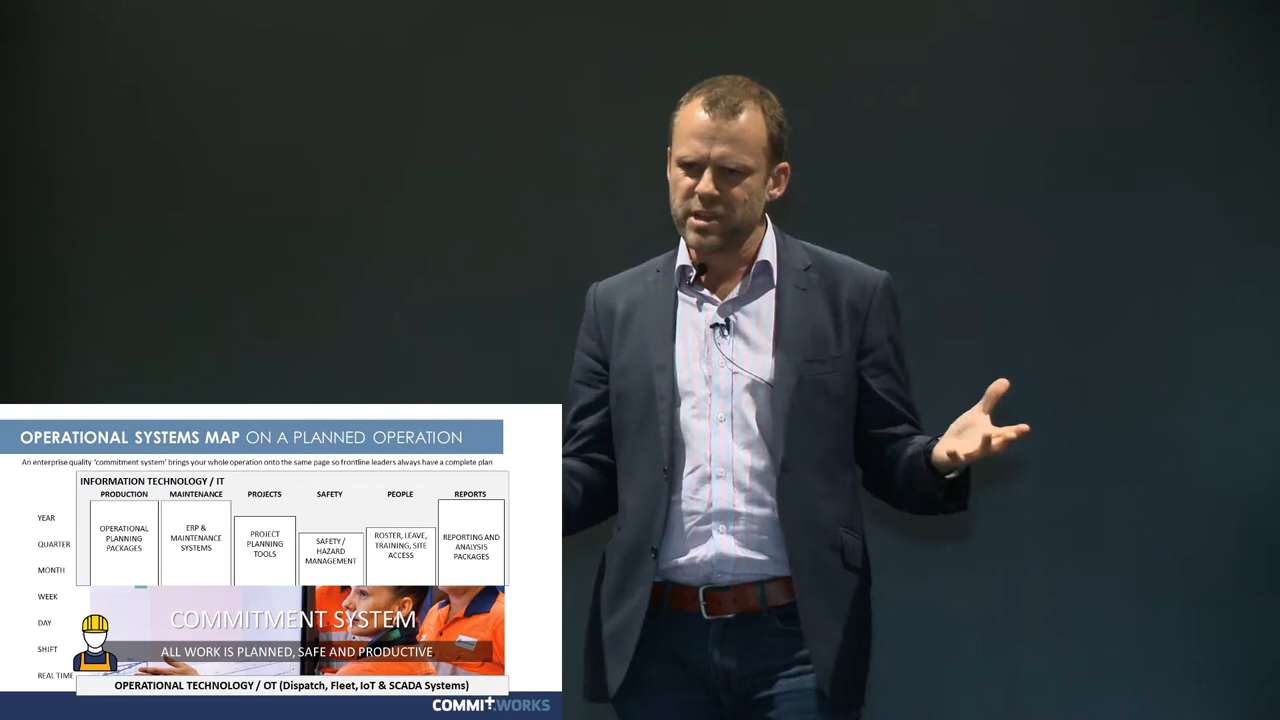 OPERATIONAL SYSTEMS MAP ON A PLANNED OPERATION
An enterprise quality 'commitment system' brings your whole operation onto the same page so frontline leaders always have a complete plan
INFORMATION TECHNOLOGY / IT
PRODUCTION MAINTENANCE PROJECTS SAFETY PEOPLE REPORTS
YEAR
QUARTER
MONTH
WEEK
DAY
SHIFT
REAL TIME
OPERATIONAL
PLANNING
PACKAGES
ERP &
MAINTENANCE
SYSTEMS
PROJECT
PLANNING
TOOLS
SAFETY /
HAZARD
MANAGEMENT
ROSTER, LEAVE,
TRAINING, SITE
ACCESS
REPORTING AND
ANALYSIS
PACKAGES
COMMITMENT SYSTEM
ALL WORK IS PLANNED, SAFE AND PRODUCTIVE
OPERATIONAL TECHNOLOGY / OT (Dispatch, Fleet, IoT & SCADA Systems)
COMMIT.WORKS